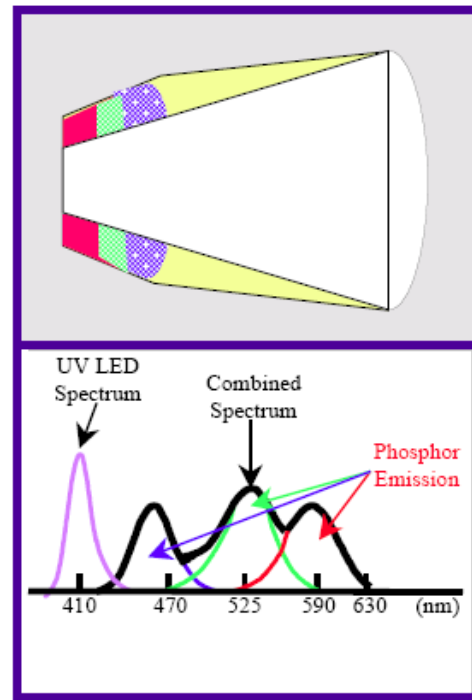 UV LED
Spectrum
Combined
Spectrum
Phosphor
Emission
410 470 525 590 630 (nm)